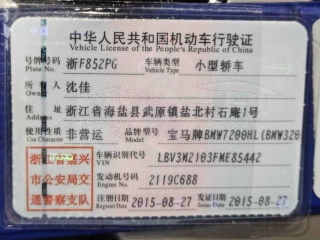 中华人民共和国机动车行驶证
Vehicle License of the People's Republic of China
号牌号码 浙F852PG 车辆类型 小型轿车
Plate No. Vehicle Type
所有人 沈佳
Owner
住址 浙江省海盐县武原镇盐北村石庵1号
Address
使用性质 非营运 品牌型号 宝马牌BMW7200HL(BMW320
Use Character Model
浙江省嘉兴 车辆识别代号 LBV3M2103FME85442
VIN
市公安局交 发动机号码 2119C688
Engine No.
通警察支队 注册日期 2015-08-27 发证日期 2015-08-27
Register Date Issue Date